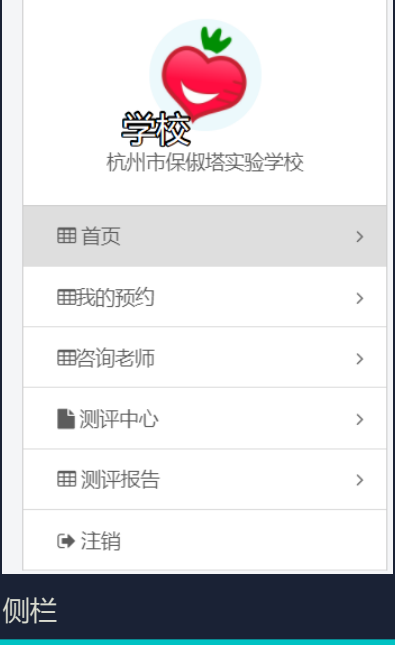 学校
杭州市保俶塔实验学校
首页
我的预约
咨询老师
测评中心
测评报告
注销
侧栏